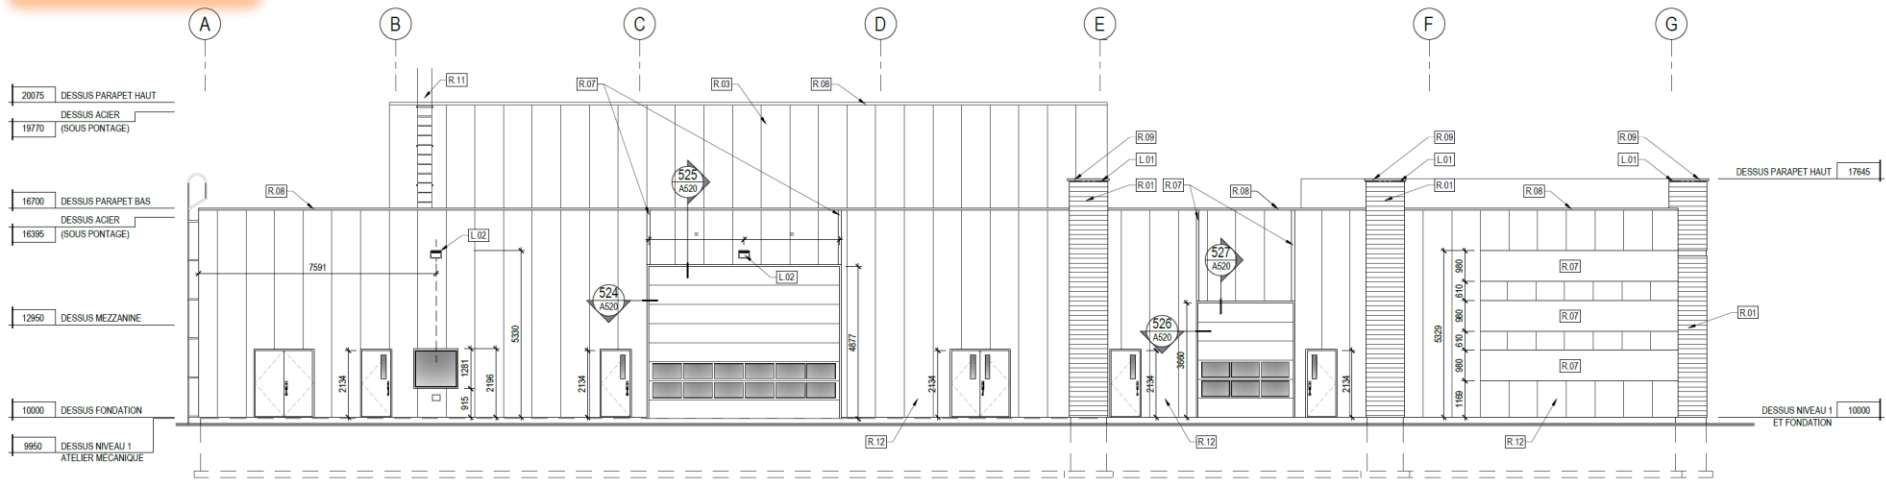 A B C D E F G
20075 DESSUS PARAPET HAUT
DESSUS ACIER
19770 (SOUS PONTAGE)
16700 DESSUS PARAPET BAS
DESSUS ACIER
16395 (SOUS PONTAGE)
12950 DESSUS MEZZANINE
10000 DESSUS FONDATION
9950 DESSUS NIVEAU 1
ATELIER MÉCANIQUE
R.11 R.07 R.03 R.08
R.09 R.09 R.09
L.01 L.01 L.01
R.08 R.01 R.07 R.08 R.01 R.08
525
A520
L.02
L.02
7591
524
A520
527
A520
526
A520
5330
4877
3660
5329
2134
1281
915
2196
2134
2134
2134
2134
980
610
980
610
980
1169
R.07
R.07
R.07
R.01
R.12 R.12 R.12
DESSUS PARAPET HAUT 17645
DESSUS NIVEAU 1 10000
ET FONDATION